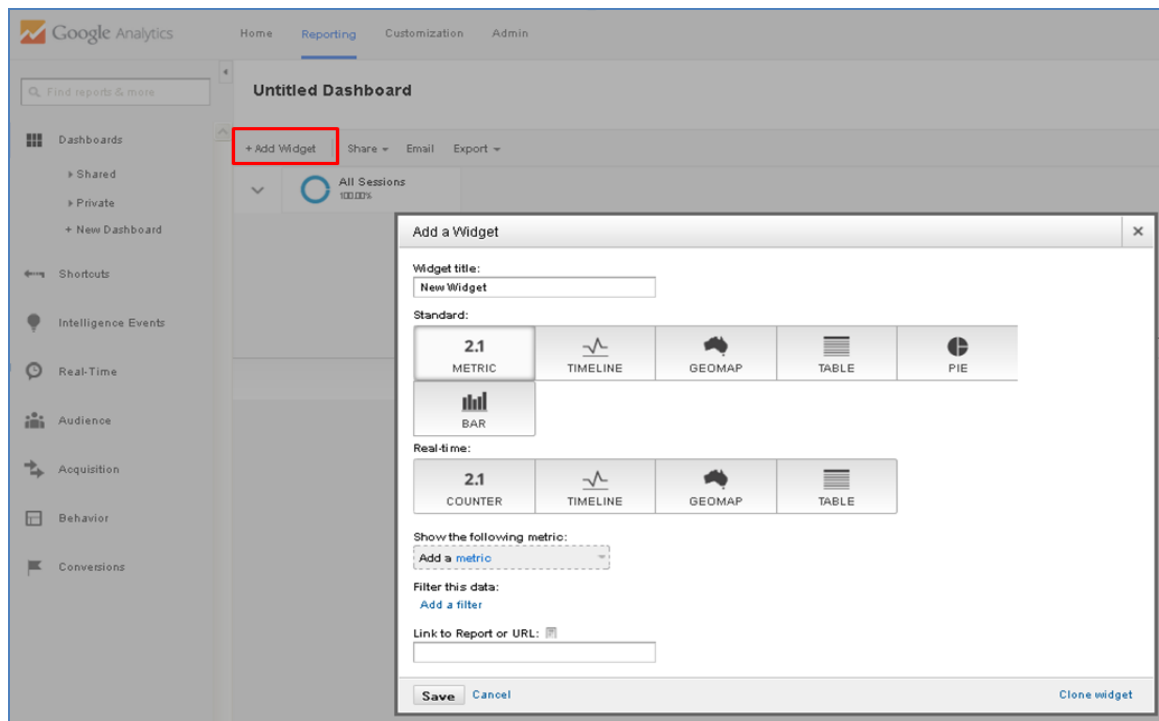 Google Analytics
Home Reporting Customization Admin
Find reports & more
Untitled Dashboard
Dashboards
+ Add Widget Share Email Export
Shared
All Sessions
100.00%
Private
+ New Dashboard
Shortcuts
Intelligence Events
Real-Time
Audience
Acquisition
Behavior
Conversions
Add a Widget
Widget title:
New Widget
Standard:
2.1
METRIC TIMELINE GEOMAP TABLE PIE
BAR
Real-time:
2.1
COUNTER TIMELINE GEOMAP TABLE
Show the following metric:
Add a metric
Filter this data:
Add a filter
Link to Report or URL:
Save Cancel Clone widget